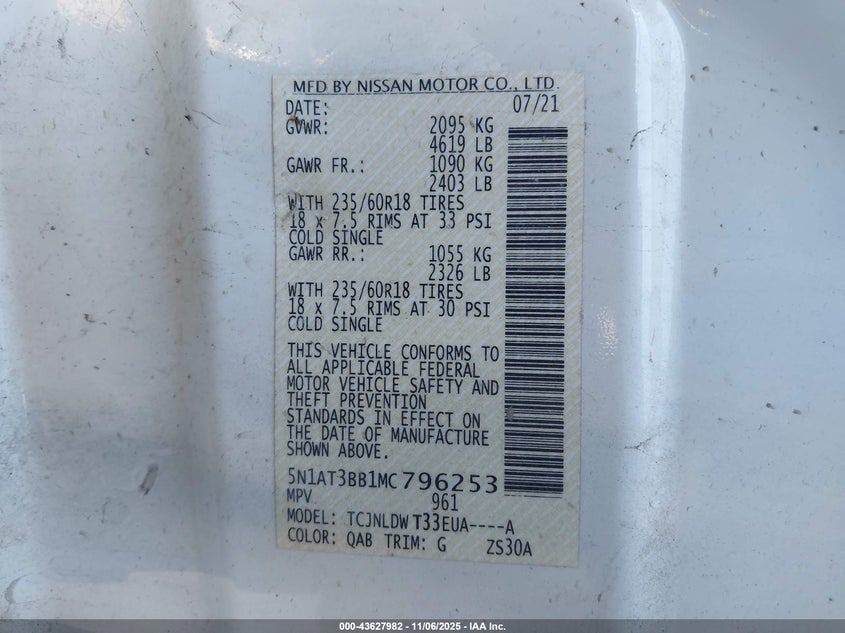 MFD BY NISSAN MOTOR CO., LTD.
DATE: 07/21
GVWR: 2095 KG
4619 LB
GAWR FR.: 1090 KG
2403 LB
WITH 235/60R18 TIRES
18 x 7.5 RIMS AT 33 PSI
COLD SINGLE
GAWR RR.: 1055 KG
2326 LB
WITH 235/60R18 TIRES
18 x 7.5 RIMS AT 30 PSI
COLD SINGLE
THIS VEHICLE CONFORMS TO
ALL APPLICABLE FEDERAL
MOTOR VEHICLE SAFETY AND
THEFT PREVENTION
STANDARDS IN EFFECT ON
THE DATE OF MANUFACTURE
SHOWN ABOVE.
5N1AT3BB1MC796253
MPV 961
MODEL: TCJNLDW T33EUA----A
COLOR: QAB TRIM: G ZS30A
000-43627982 - 11/06/2025 - IAA Inc.